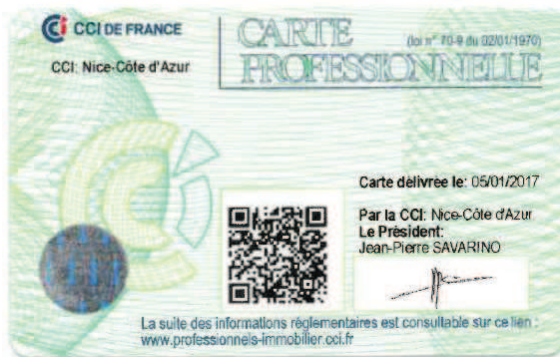 CCI DE FRANCE
CCI: Nice-Côte d'Azur
CARTE
(loi n° 70-9 du 02/01/1970)
PROFESSIONNELLE
Carte délivrée le: 05/01/2017
Par la CCI: Nice-Côte d'Azur
Le Président:
Jean-Pierre SAVARINO
La suite des informations réglementaires est consultable sur ce lien :
www.professionnels-immobilier.cci.fr